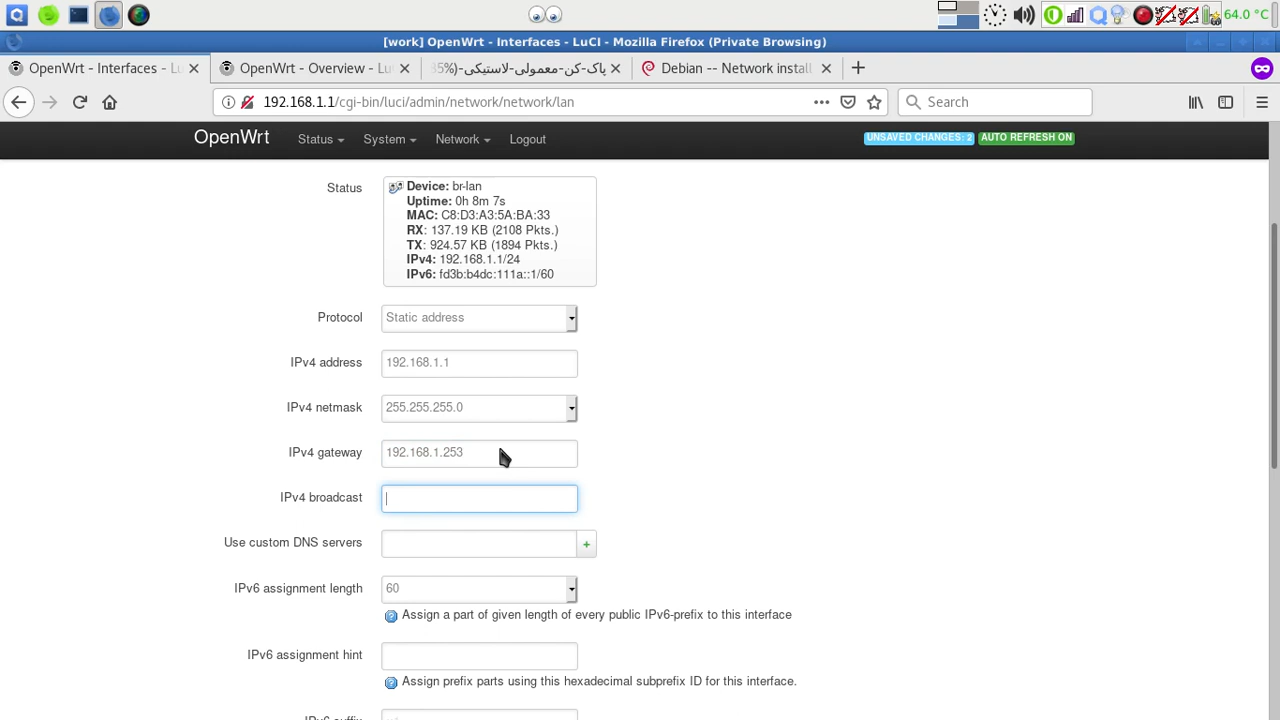 64.0 °C
[work] OpenWrt - Interfaces - LuCI - Mozilla Firefox (Private Browsing)
OpenWrt - Interfaces - Lu
OpenWrt - Overview - Lu
پاک-کن-معمولی-لاستیکی-(%35
Debian -- Network instal
192.168.1.1/cgi-bin/luci/admin/network/network/lan
Search
OpenWrt
Status
System
Network
Logout
UNSAVED CHANGES: 2
AUTO REFRESH ON
Status
Device: br-lan
Uptime: 0h 8m 7s
MAC: C8:D3:A3:5A:BA:33
RX: 137.19 KB (2108 Pkts.)
TX: 924.57 KB (1894 Pkts.)
IPv4: 192.168.1.1/24
IPv6: fd3b:b4dc:111a::1/60
Protocol
Static address
IPv4 address
192.168.1.1
IPv4 netmask
255.255.255.0
IPv4 gateway
192.168.1.253
IPv4 broadcast
Use custom DNS servers
IPv6 assignment length
60
Assign a part of given length of every public IPv6-prefix to this interface
IPv6 assignment hint
Assign prefix parts using this hexadecimal subprefix ID for this interface.
IPv6 suffix